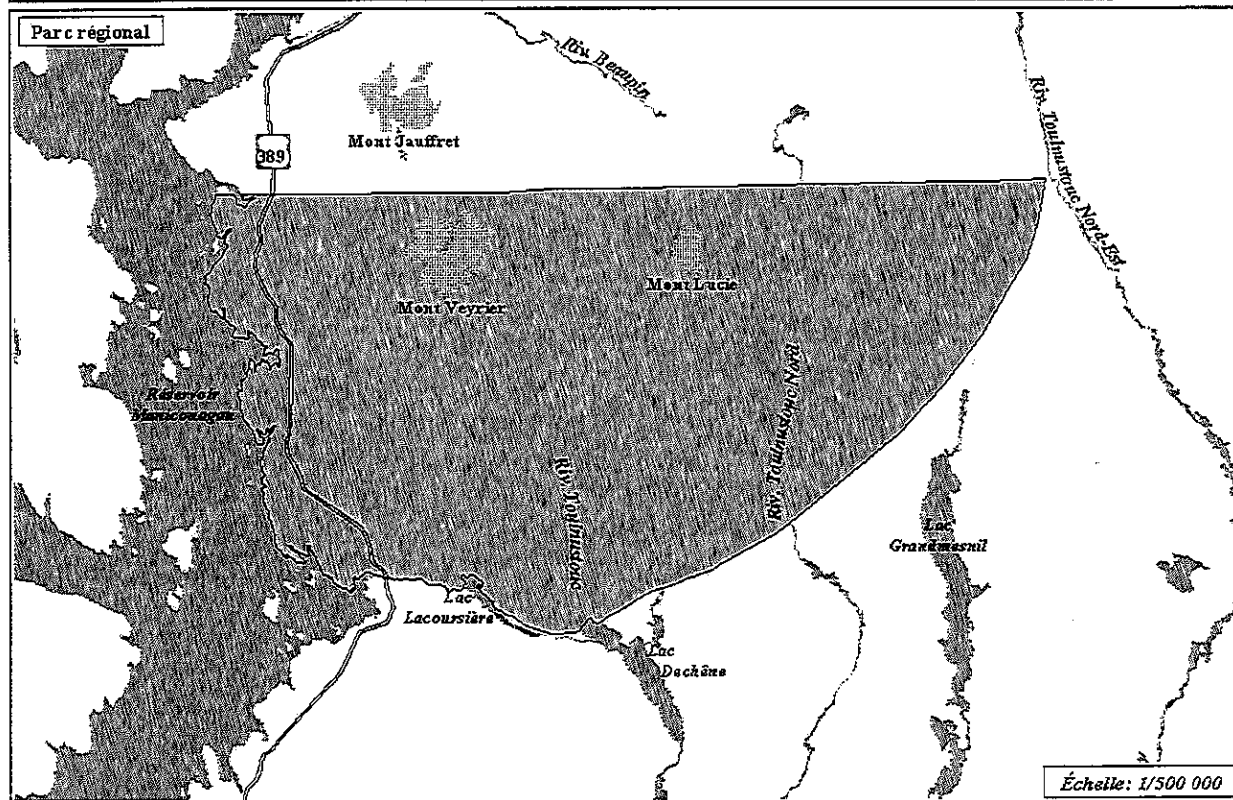 Parc régional
Riv. Beaupin
Mont Jauffret
389
Riv. Toulnustouc Nord-Est
Mont Veyrier
Mont Lucie
Réservoir
Manicouagan
Riv. Toulnustouc
Riv. Toulnustouc Nord
Lac
Grandmesnil
Lac
Lacoursière
Lac
Dechêne
Échelle: 1/500 000